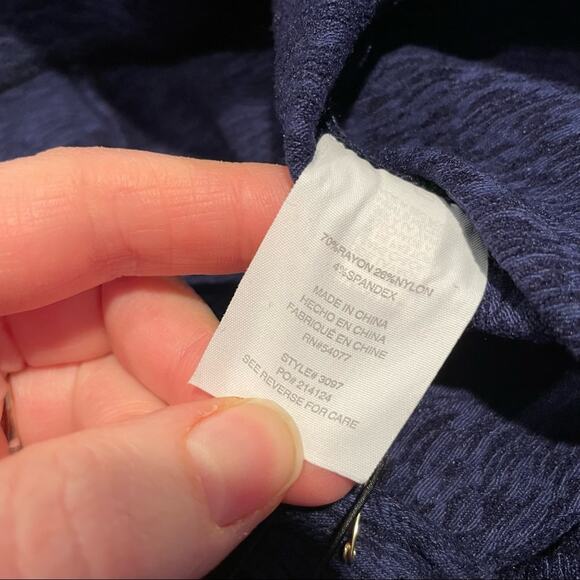 70%RAYON 26%NYLON
4%SPANDEX
MADE IN CHINA
HECHO EN CHINA
FABRIQUÉ EN CHINE
RN#54077
STYLE# 3097
PO# 214124
SEE REVERSE FOR CARE